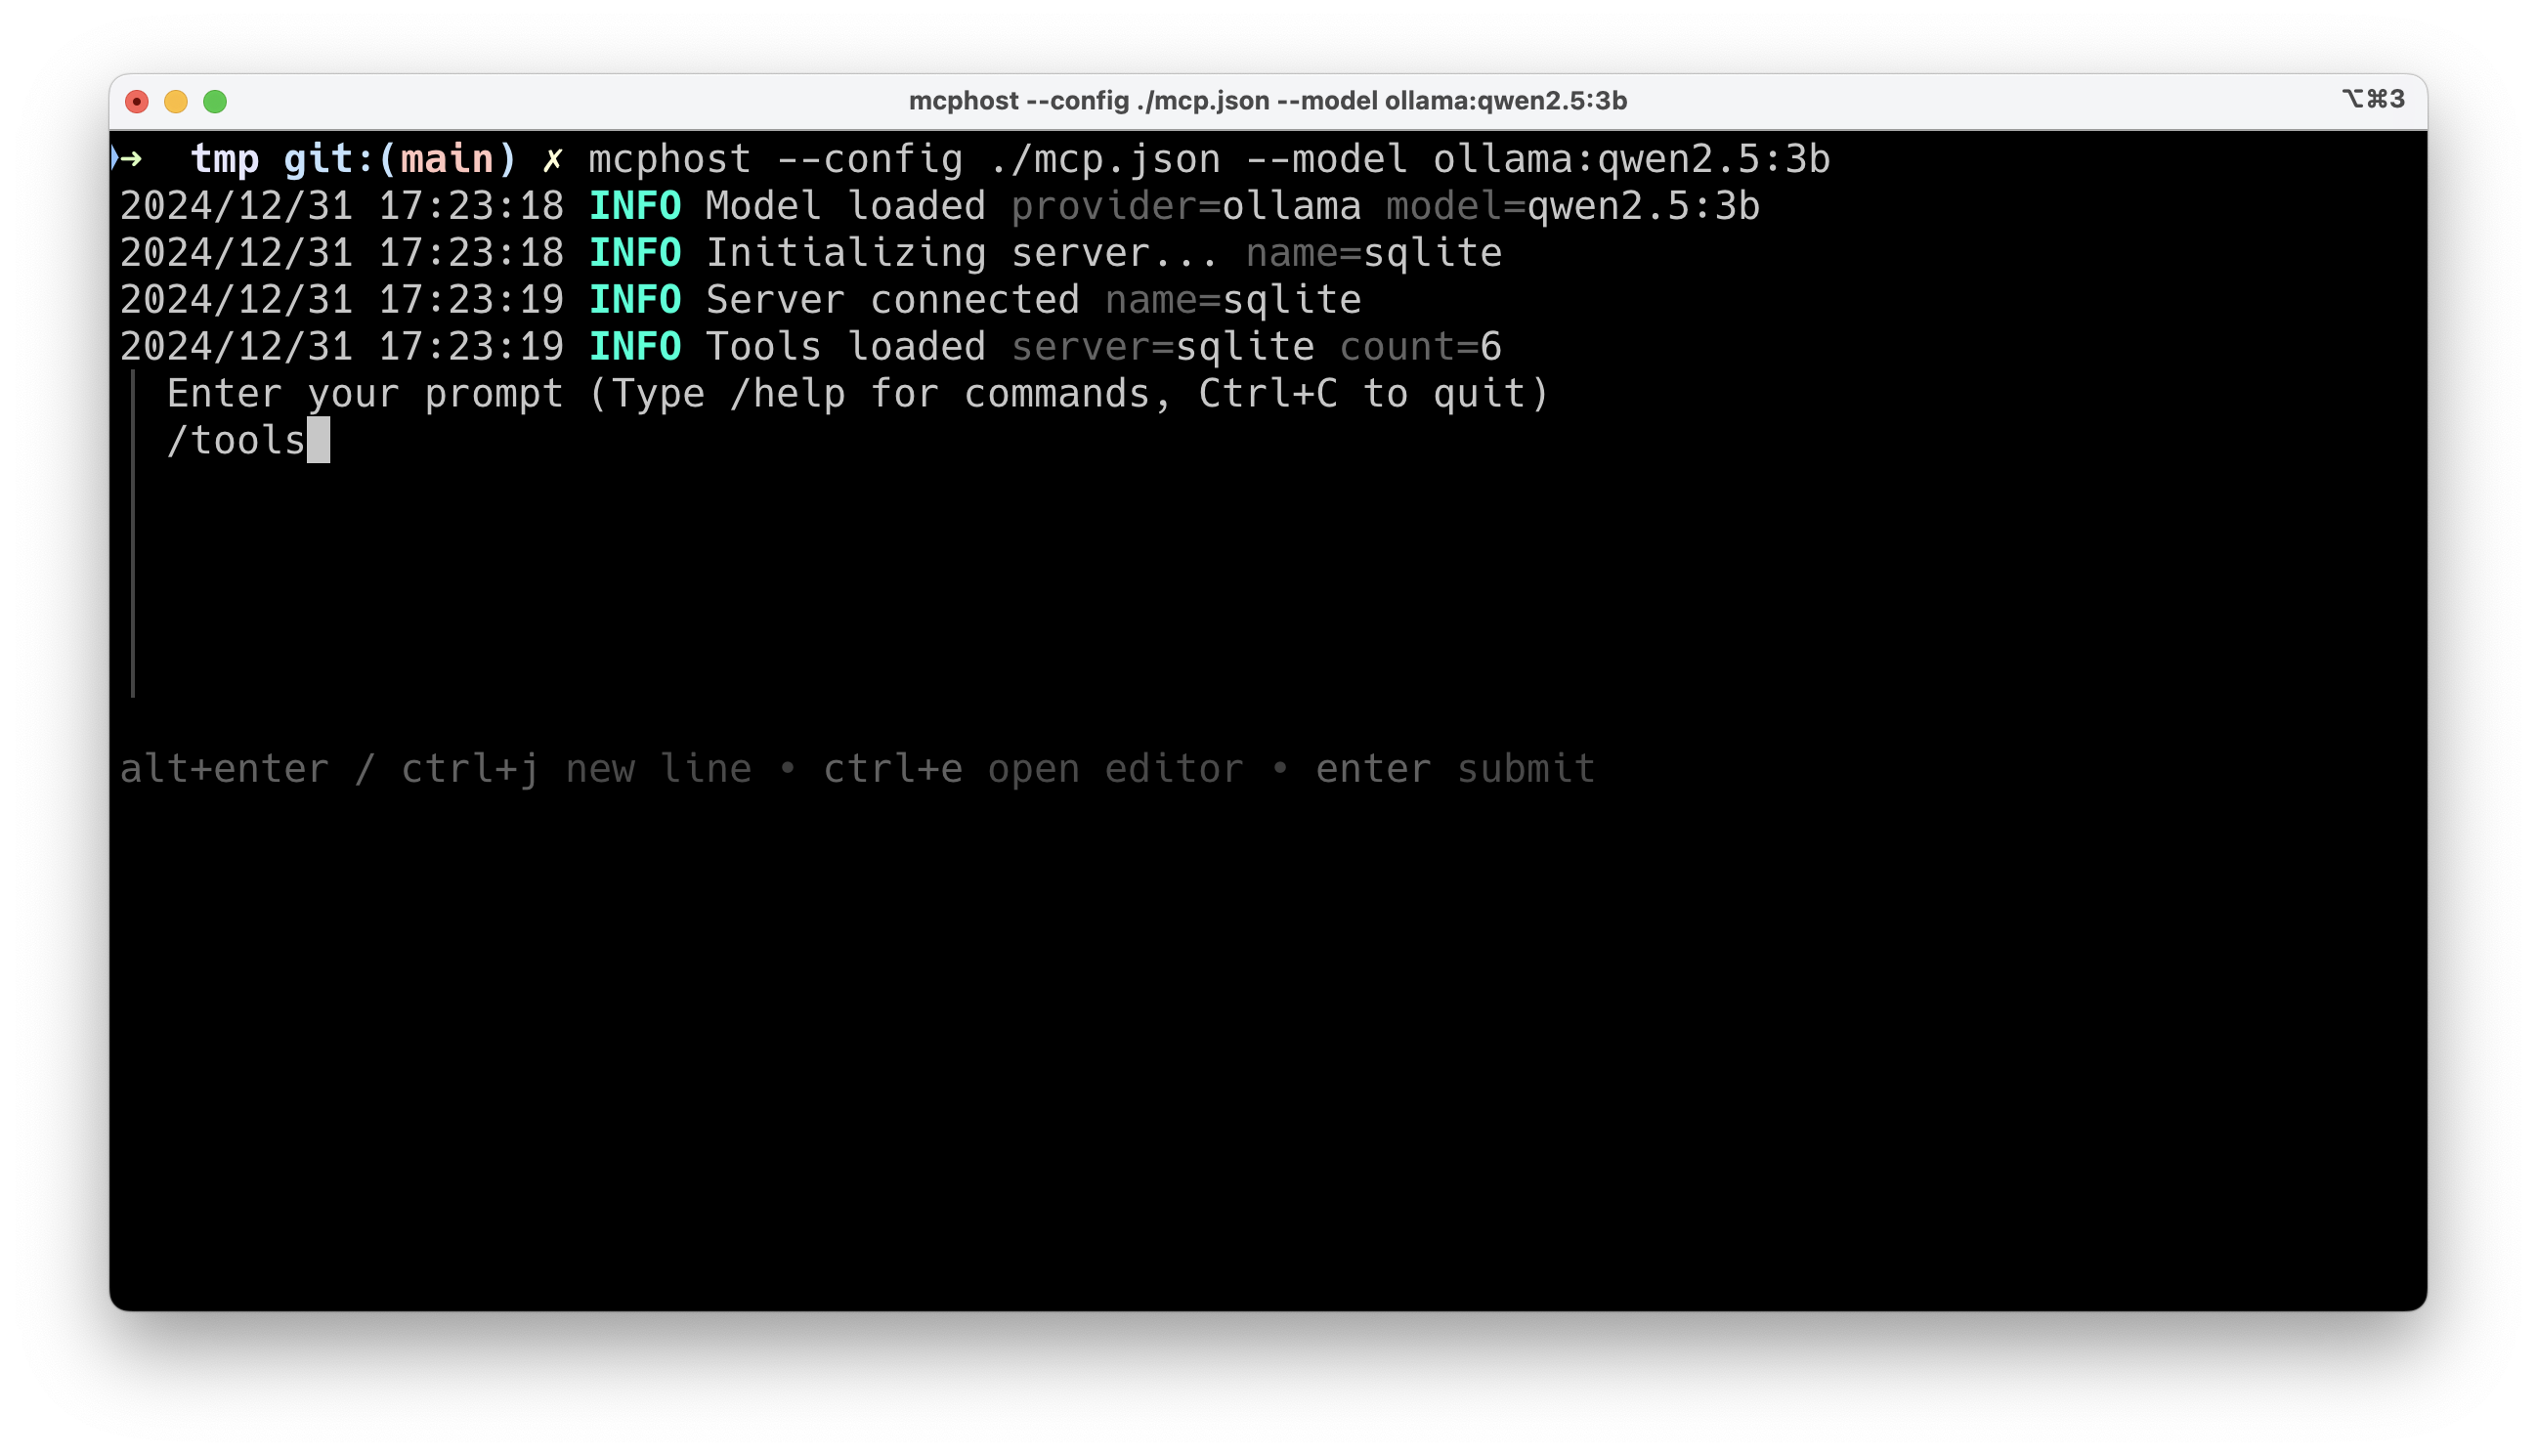 mcphost --config ./mcp.json --model ollama:qwen2.5:3b
⌥⌘3
➜  tmp git:(main) ✗ mcphost --config ./mcp.json --model ollama:qwen2.5:3b
2024/12/31 17:23:18 INFO Model loaded provider=ollama model=qwen2.5:3b
2024/12/31 17:23:18 INFO Initializing server... name=sqlite
2024/12/31 17:23:19 INFO Server connected name=sqlite
2024/12/31 17:23:19 INFO Tools loaded server=sqlite count=6
Enter your prompt (Type /help for commands, Ctrl+C to quit)
/tools
alt+enter / ctrl+j new line • ctrl+e open editor • enter submit